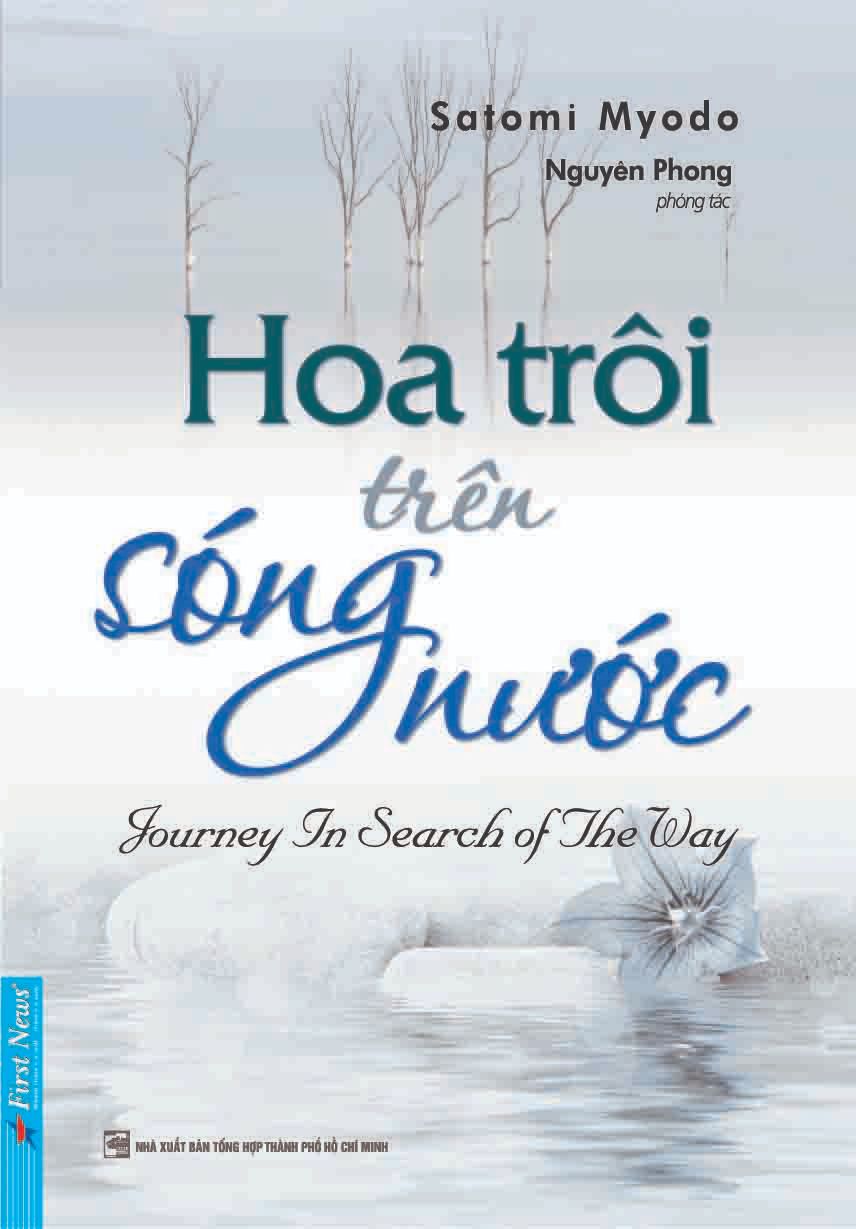 Satomi Myodo
Nguyên Phong
phóng tác
Hoa trôi
trên
sóng
nước
Journey In Search of The Way
First News
NHÀ XUẤT BẢN TỔNG HỢP THÀNH PHỐ HỒ CHÍ MINH